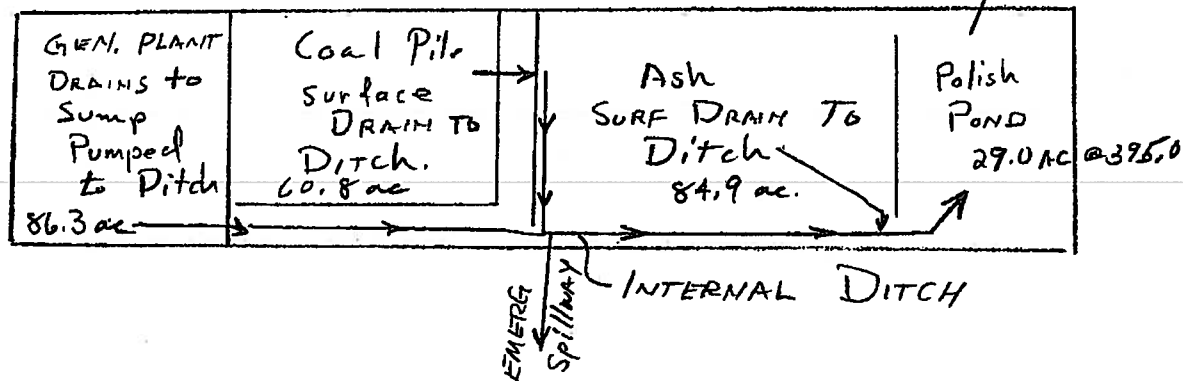 GEN. PLANT
DRAINS to
Sump
Pumped
to Ditch
86.3 ac
Coal Pile
surface
DRAIN TO
DITCH.
60.8 ac
Ash
SURF DRAIN TO
Ditch
84.9 ac.
Polish
POND
29.0 AC @ 395.0
INTERNAL DITCH
EMERG
Spillway